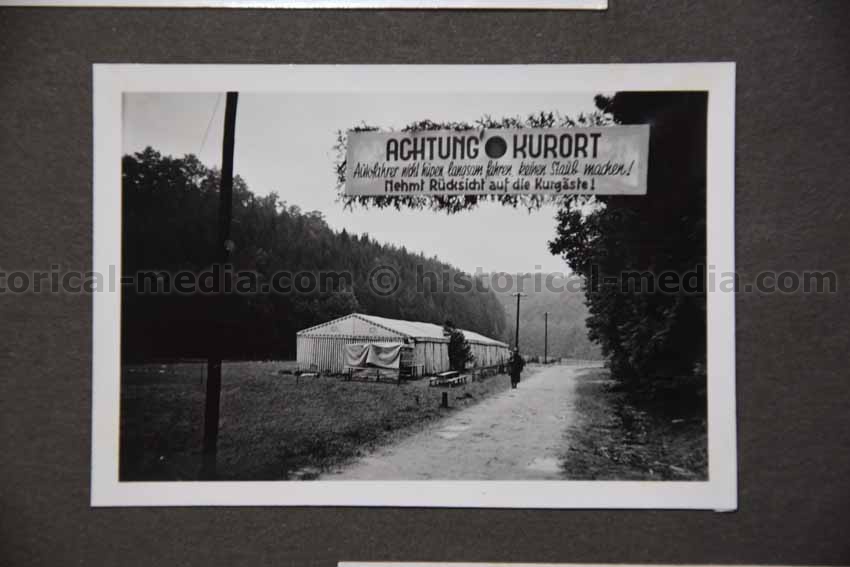 ACHTUNG KURORT
Autofahrer nicht hupen, langsam fahren, keinen Staub machen!
Nehmt Rücksicht auf die Kurgäste!
historical-media.com © historical-media.com